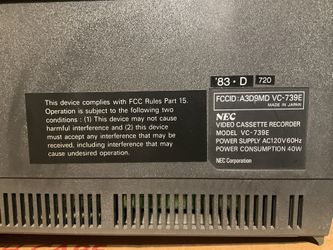 '83·D 720
FCCID: A3D9MD VC-739E
MADE IN JAPAN
This device complies with FCC Rules Part 15.
Operation is subject to the following two
conditions : (1) This device may not cause
harmful interference and (2) this device
must accept any interference that may be
received, including interference that may
cause undesired operation.
NEC
VIDEO CASSETTE RECORDER
MODEL VC-739E
POWER SUPPLY AC120V60Hz
POWER CONSUMPTION 40W
NEC Corporation